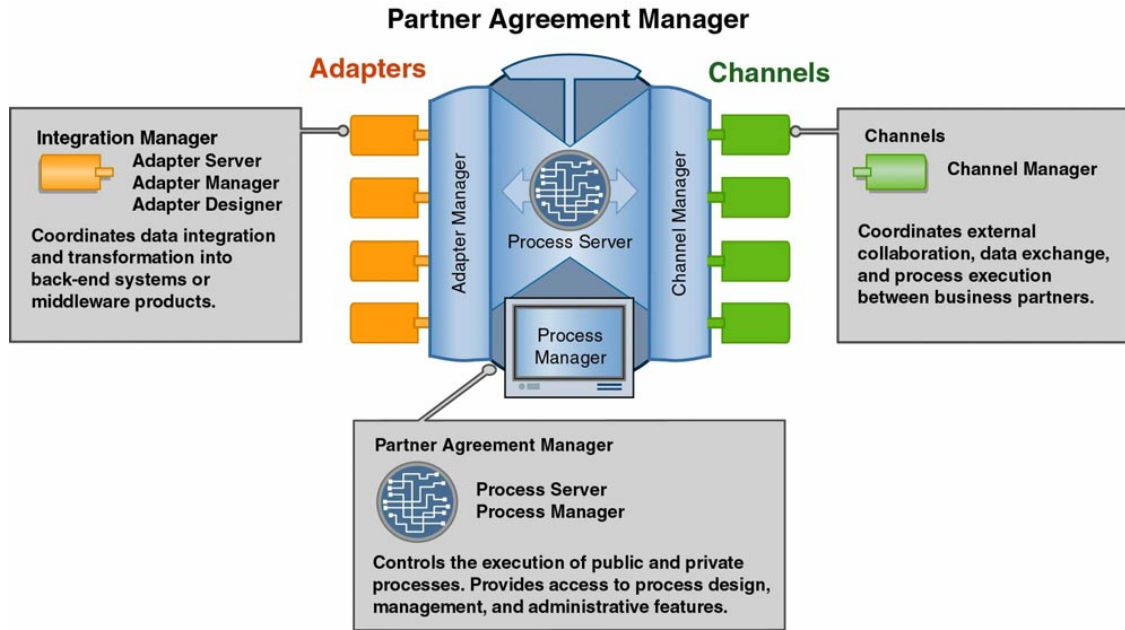 Partner Agreement Manager
Adapters
Channels
Integration Manager
Adapter Server
Adapter Manager
Adapter Designer
Coordinates data integration
and transformation into
back-end systems or
middleware products.
Adapter Manager
Process Server
Channel Manager
Process
Manager
Channels
Channel Manager
Coordinates external
collaboration, data exchange,
and process execution
between business partners.
Partner Agreement Manager
Process Server
Process Manager
Controls the execution of public and private
processes. Provides access to process design,
management, and administrative features.